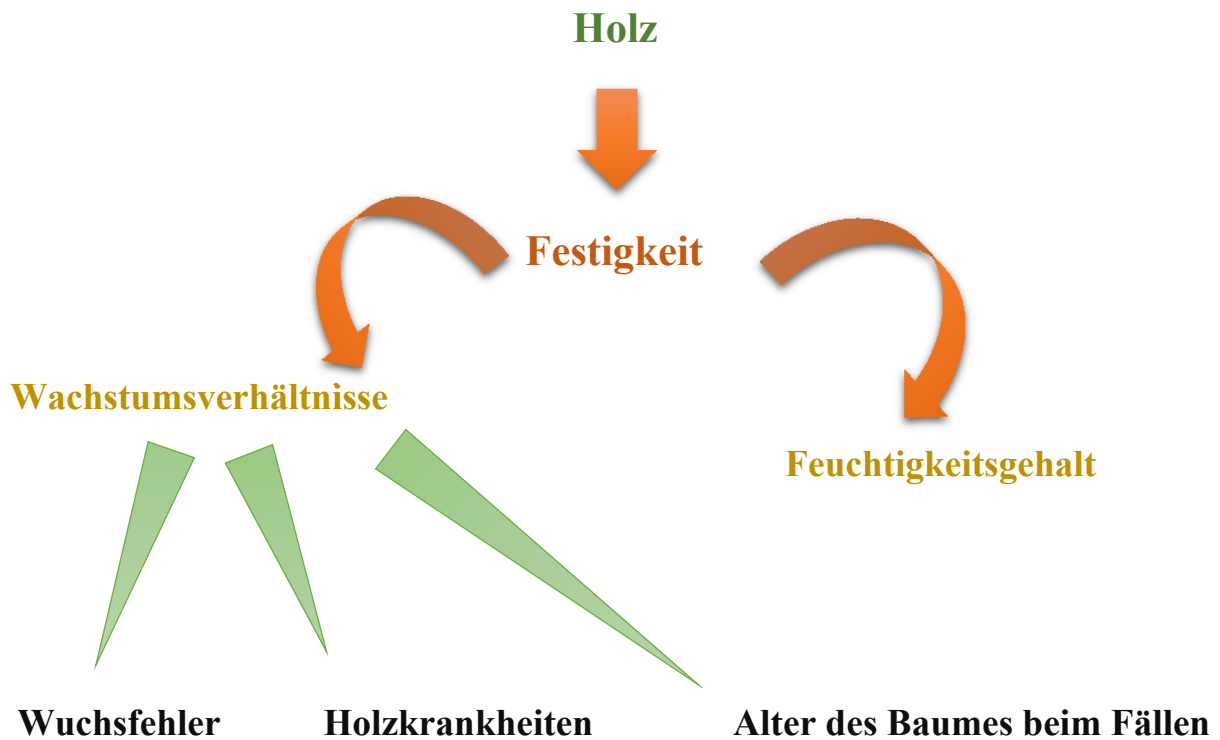 Holz
Festigkeit
Wachstumsverhältnisse
Feuchtigkeitsgehalt
Wuchsfehler
Holzkrankheiten
Alter des Baumes beim Fällen